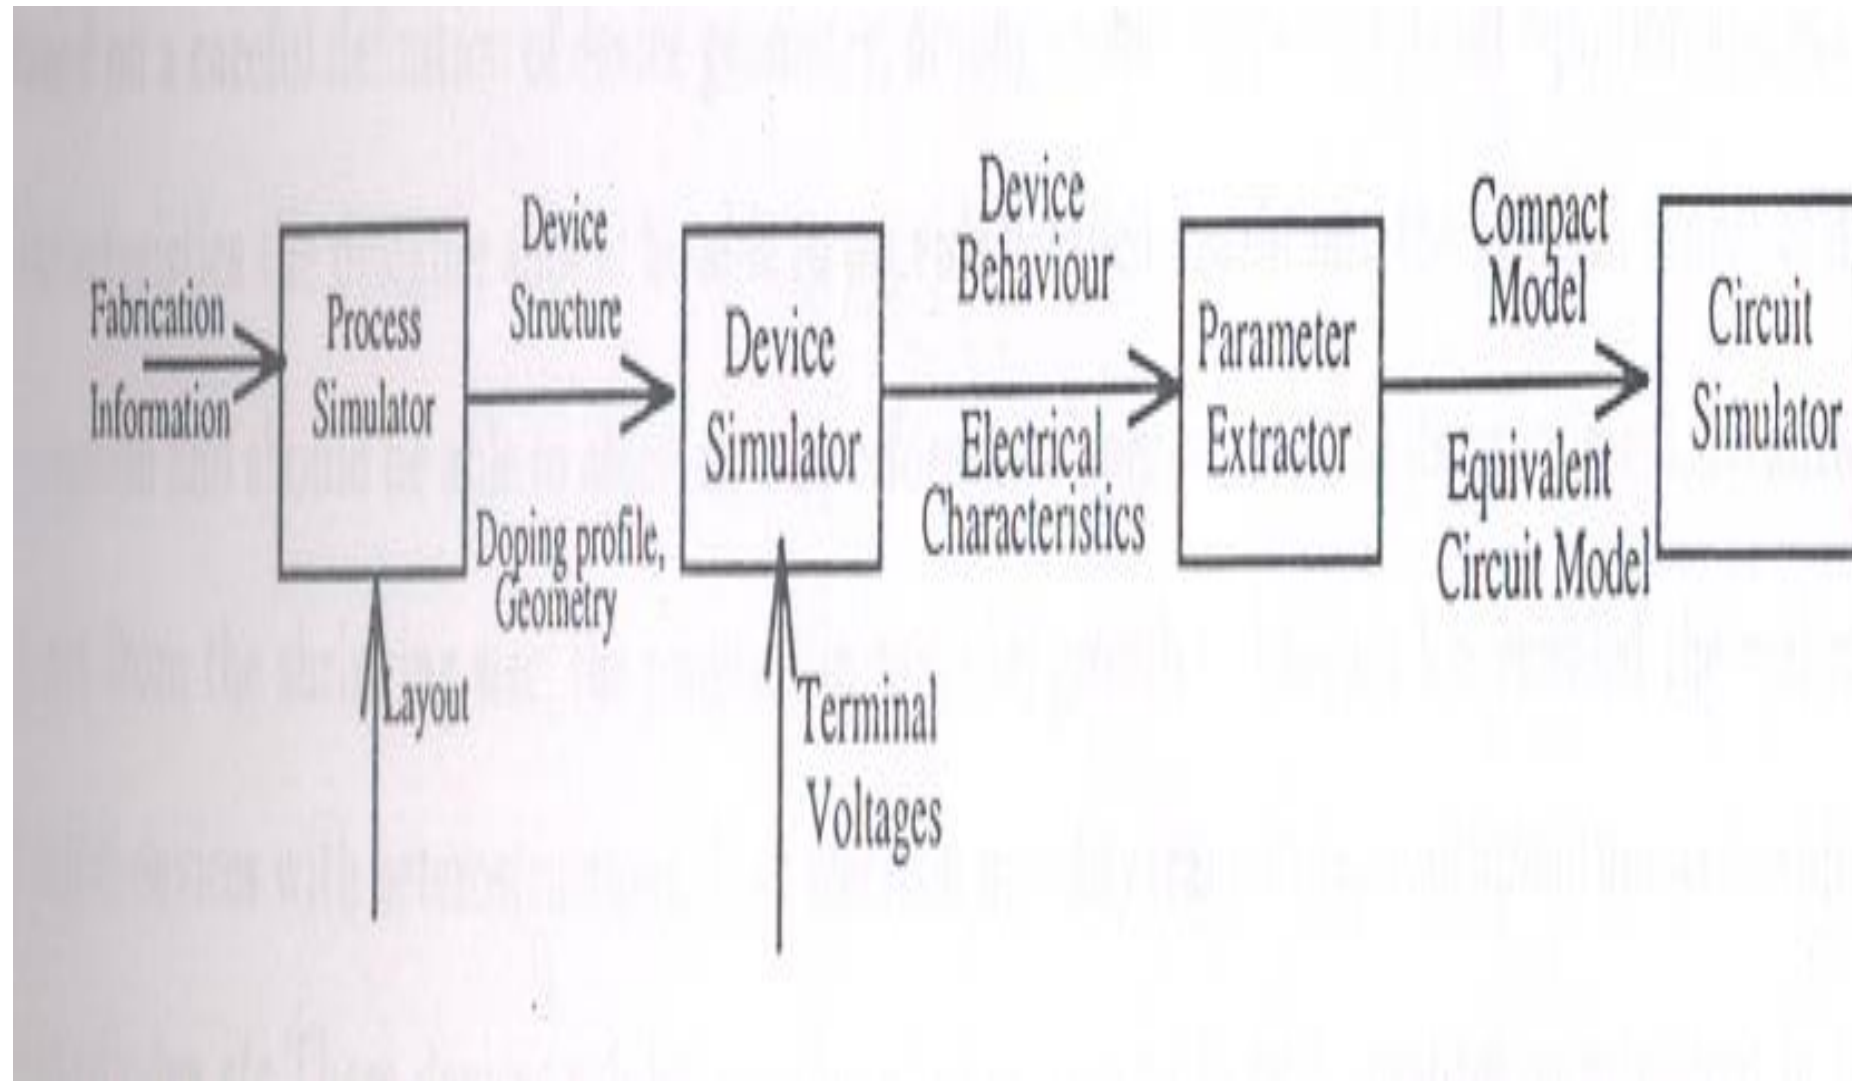 Fabrication
Information
Process
Simulator
Layout
Device
Structure
Doping profile,
Geometry
Device
Simulator
Terminal
Voltages
Device
Behaviour
Electrical
Characteristics
Parameter
Extractor
Compact
Model
Equivalent
Circuit Model
Circuit
Simulator